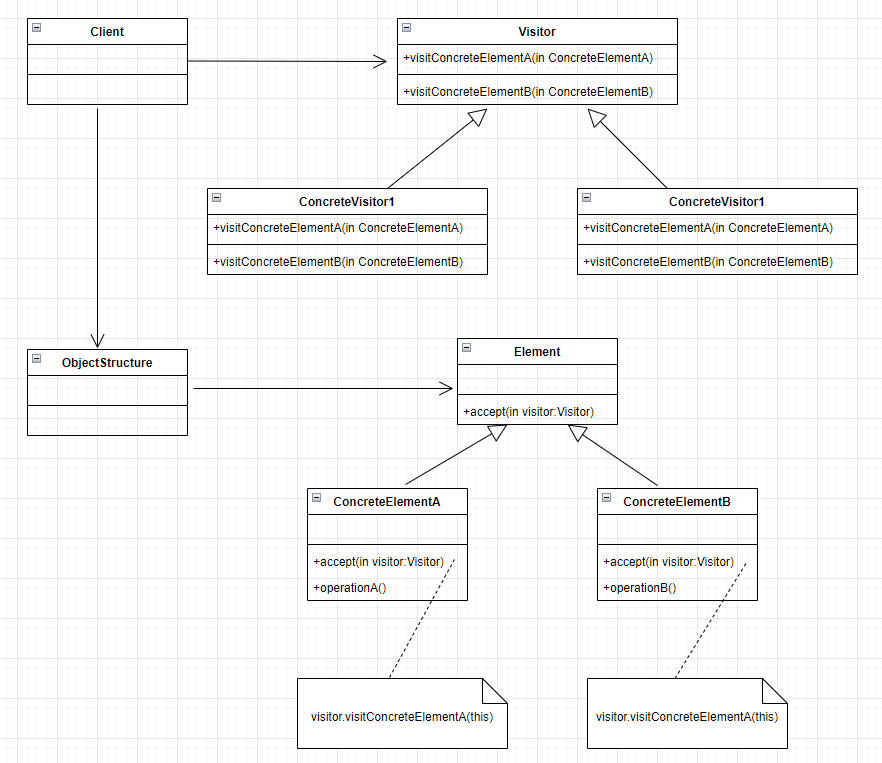 Client
Visitor
+visitConcreteElementA(in ConcreteElementA)
+visitConcreteElementB(in ConcreteElementB)
ConcreteVisitor1
+visitConcreteElementA(in ConcreteElementA)
+visitConcreteElementB(in ConcreteElementB)
ConcreteVisitor1
+visitConcreteElementA(in ConcreteElementA)
+visitConcreteElementB(in ConcreteElementB)
ObjectStructure
Element
+accept(in visitor:Visitor)
ConcreteElementA
+accept(in visitor:Visitor)
+operationA()
ConcreteElementB
+accept(in visitor:Visitor)
+operationB()
visitor.visitConcreteElementA(this)
visitor.visitConcreteElementA(this)